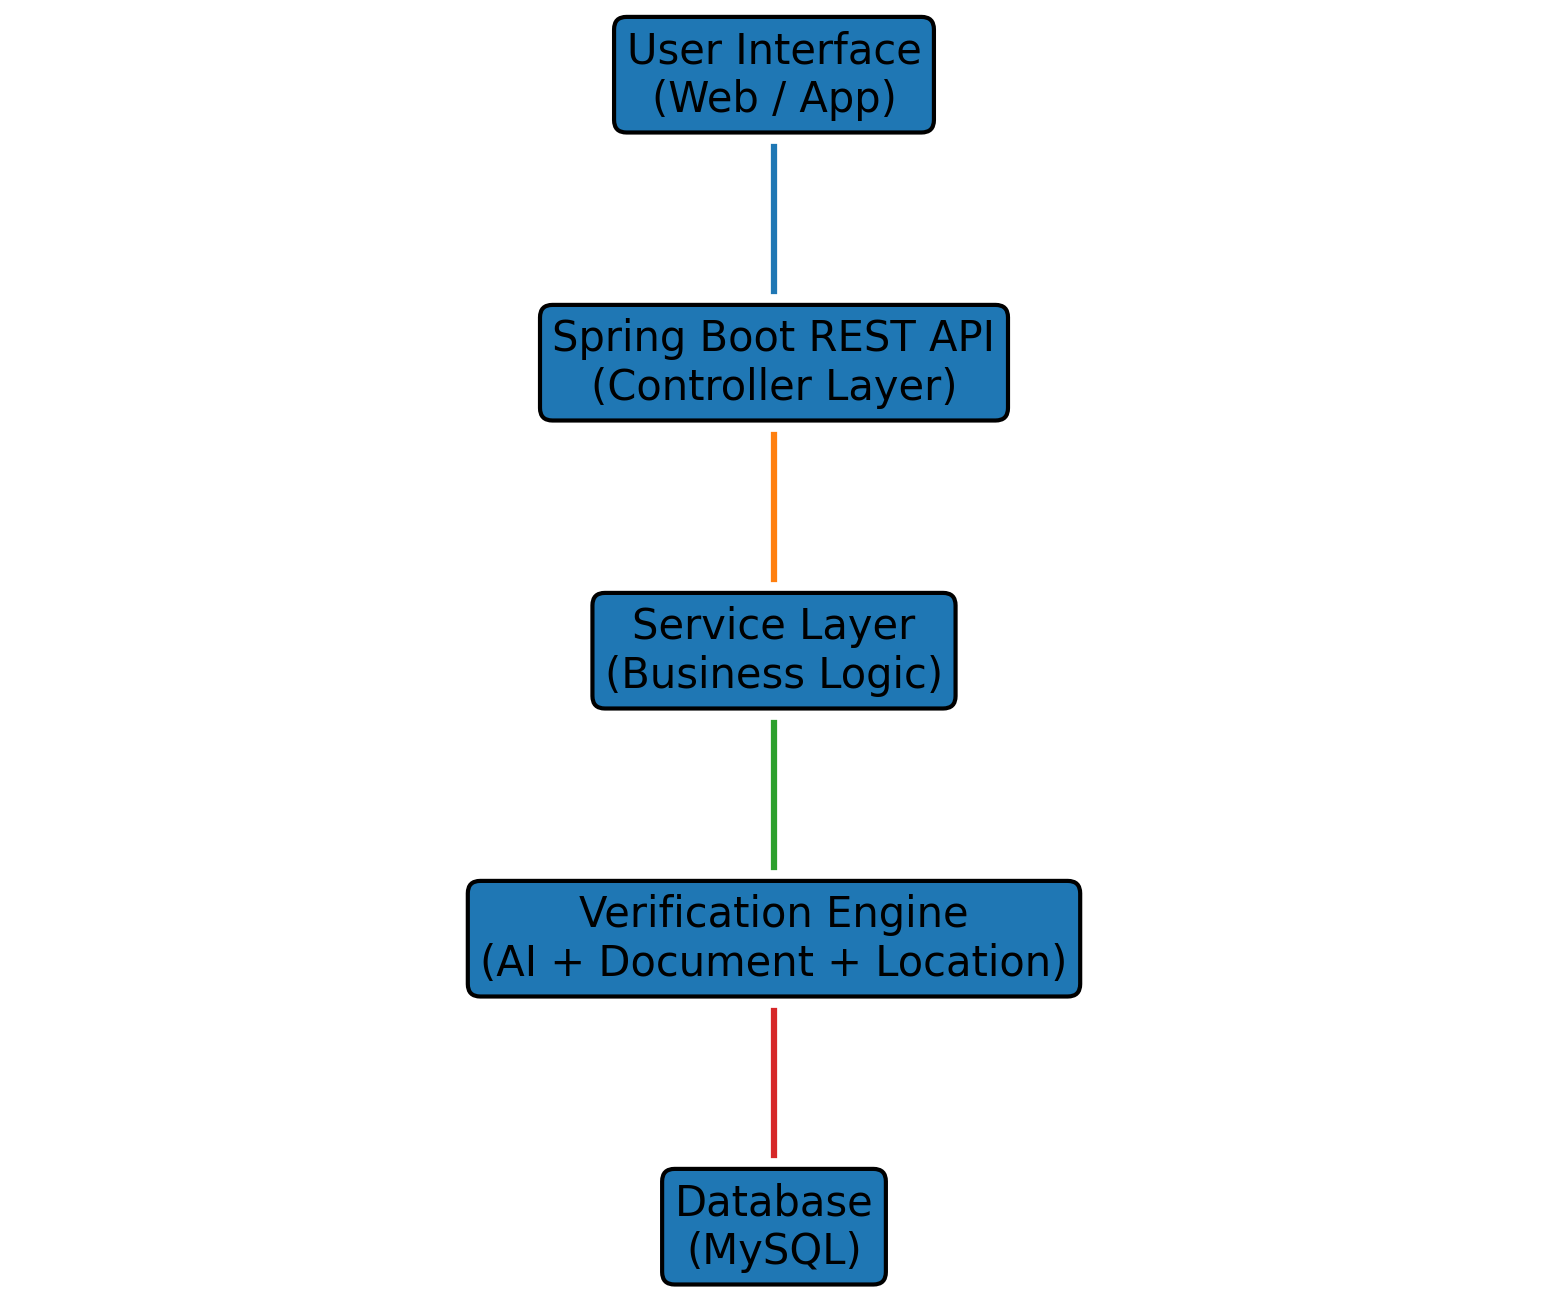 User Interface
(Web / App)
Spring Boot REST API
(Controller Layer)
Service Layer
(Business Logic)
Verification Engine
(AI + Document + Location)
Database
(MySQL)